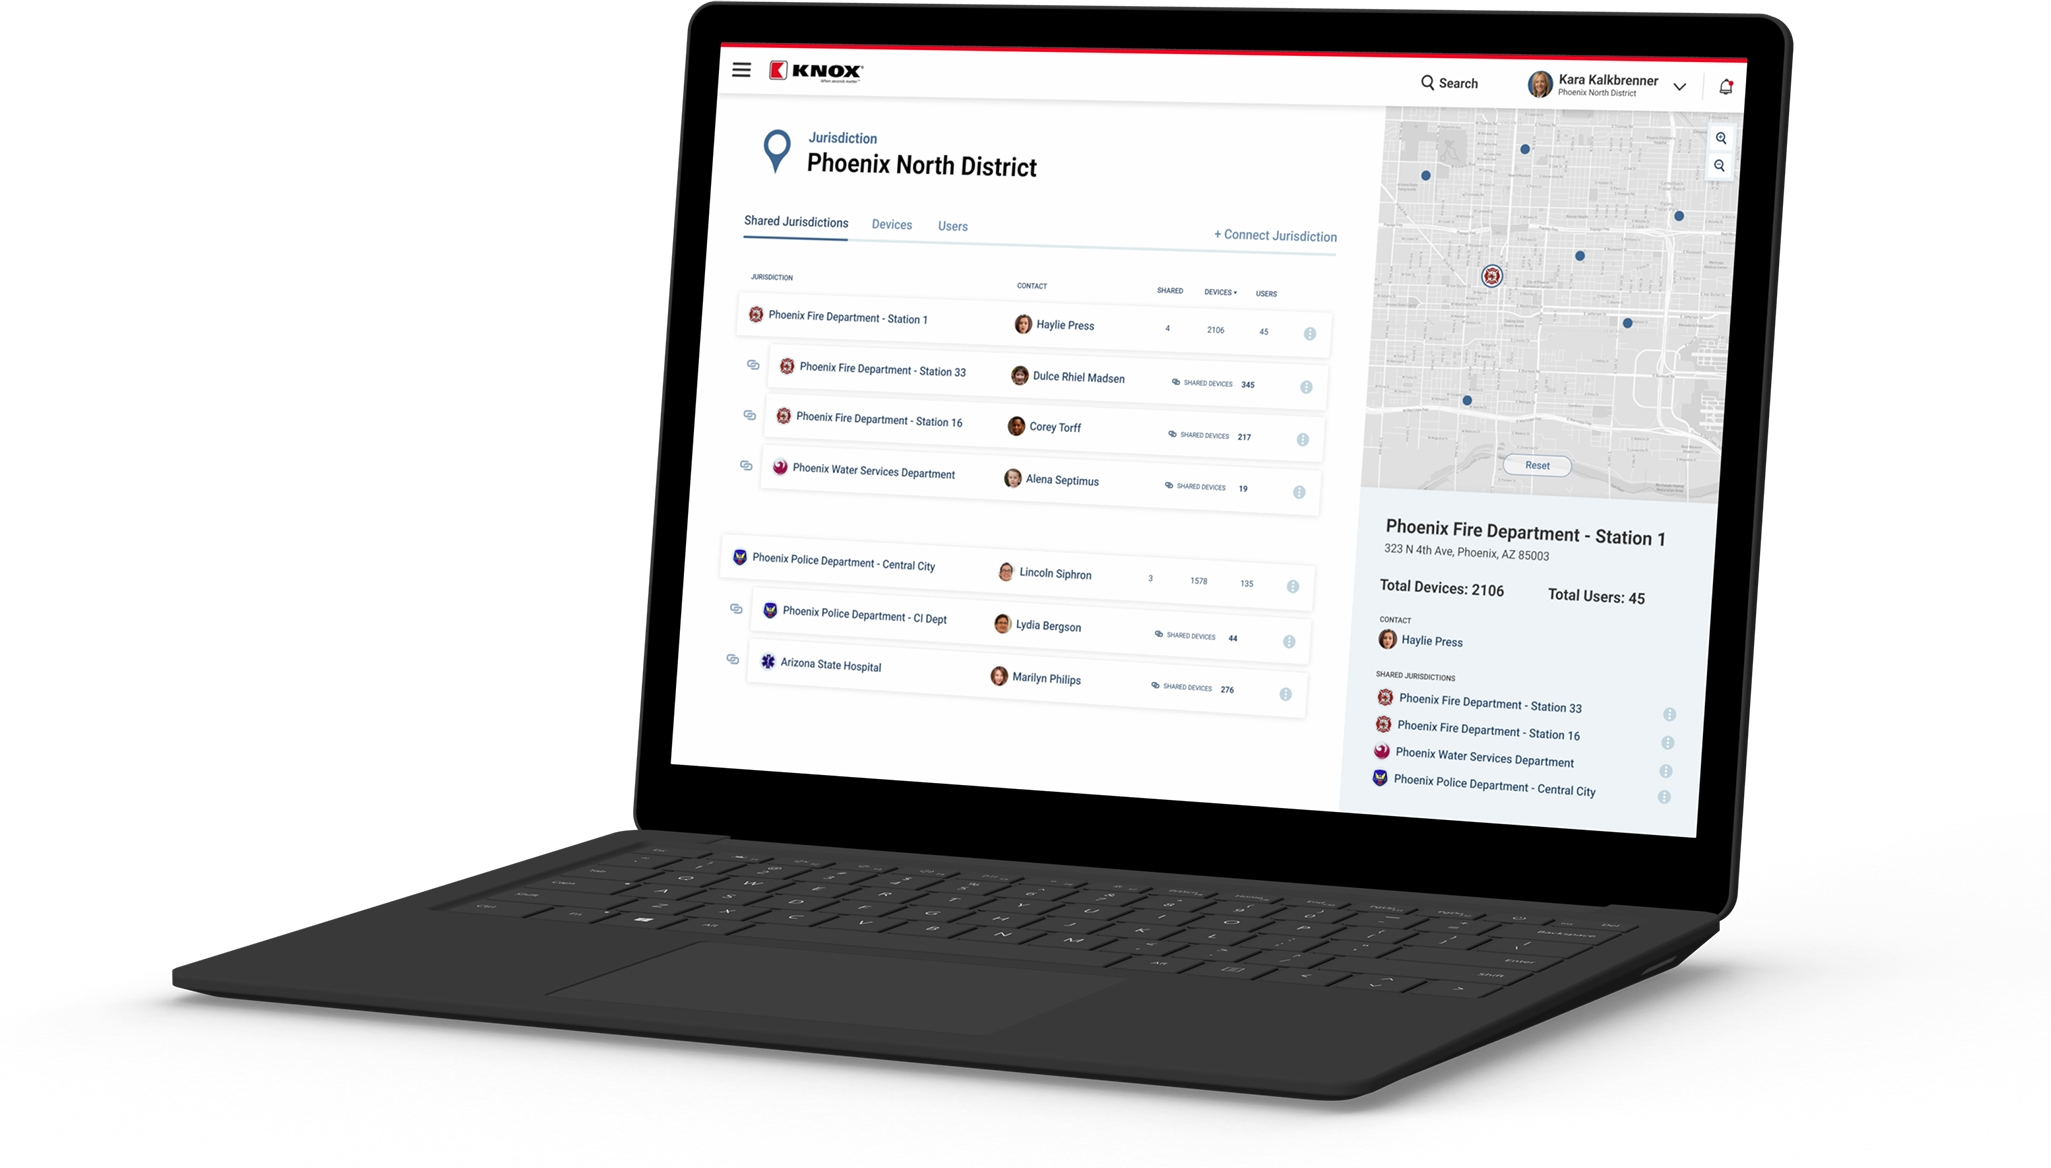 KNOX
Search
Kara Kalkbrenner
Phoenix North District
Jurisdiction
Phoenix North District
Shared Jurisdictions
Devices
Users
+ Connect Jurisdiction
JURISDICTION CONTACT SHARED DEVICES USERS
Phoenix Fire Department - Station 1 Haylie Press 4 2106 45
Phoenix Fire Department - Station 33 Dulce Rhiel Madsen SHARED DEVICES 345
Phoenix Fire Department - Station 16 Corey Torff SHARED DEVICES 217
Phoenix Water Services Department Alena Septimus SHARED DEVICES 19
Phoenix Police Department - Central City Lincoln Siphron 3 1578 135
Phoenix Police Department - CI Dept Lydia Bergson SHARED DEVICES 44
Arizona State Hospital Marilyn Philips SHARED DEVICES 276
Reset
Phoenix Fire Department - Station 1
323 N 4th Ave, Phoenix, AZ 85003
Total Devices: 2106 Total Users: 45
CONTACT
Haylie Press
SHARED JURISDICTIONS
Phoenix Fire Department - Station 33
Phoenix Fire Department - Station 16
Phoenix Water Services Department
Phoenix Police Department - Central City
Q W E R T Y U I O P
Backspace
A S D F G H J K L
Enter
Z X C V B N M
Shift